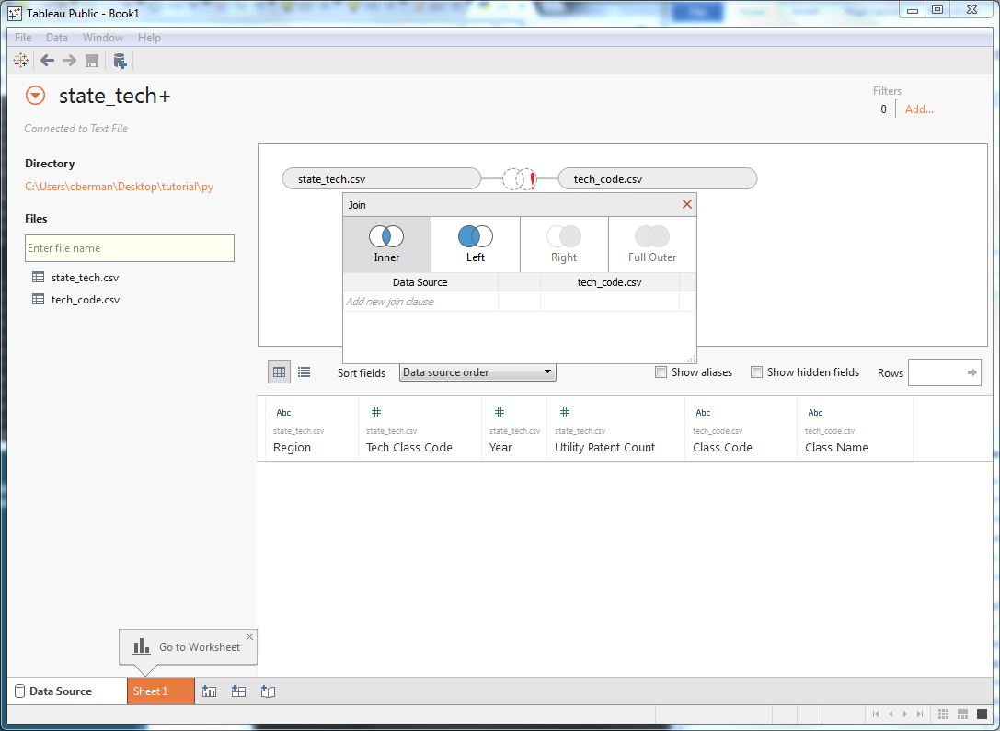 Tableau Public - Book1
File Data Window Help
state_tech+
Connected to Text File
Filters
0 Add...
Directory
C:\Users\cberman\Desktop\tutorial\py
Files
Enter file name
state_tech.csv
tech_code.csv
state_tech.csv tech_code.csv
Join
Inner Left Right Full Outer
Data Source tech_code.csv
Add new join clause
Sort fields Data source order Show aliases Show hidden fields Rows
Abc # # # Abc Abc
state_tech.csv state_tech.csv state_tech.csv state_tech.csv tech_code.csv tech_code.csv
Region Tech Class Code Year Utility Patent Count Class Code Class Name
Go to Worksheet
Data Source Sheet 1